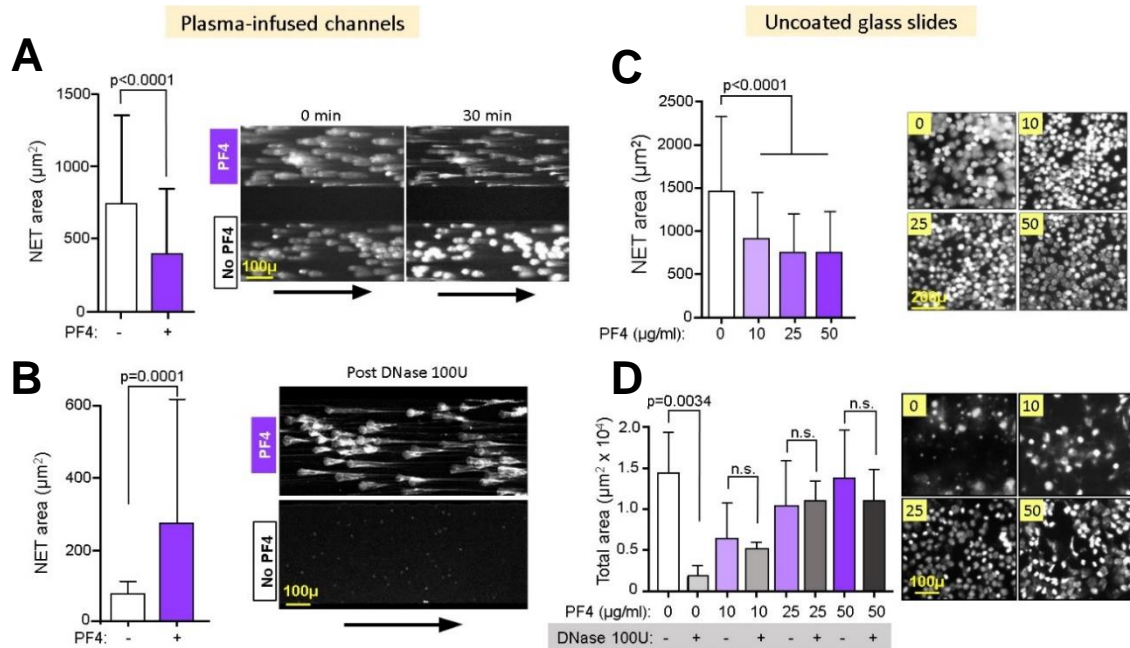 Plasma-infused channels
Uncoated glass slides
A
p<0.0001
1500
1000
500
0
NET area (µm²)
PF4: - +
0 min 30 min
PF4
No PF4
100µ
B
p=0.0001
600
400
200
0
NET area (µm²)
PF4: - +
Post DNase 100U
PF4
No PF4
100µ
C
p<0.0001
2500
2000
1500
1000
500
0
NET area (µm²)
PF4 (µg/ml) 0 10 25 50
0 10
25 50
200µ
D
p=0.0034
n.s. n.s. n.s.
2.0
1.5
1.0
0.5
0
Total area (µm² x 10⁴)
PF4 (µg/ml) 0 0 10 10 25 25 50 50
DNase 100U: - + - + - + - +
0 10
25 50
100µ